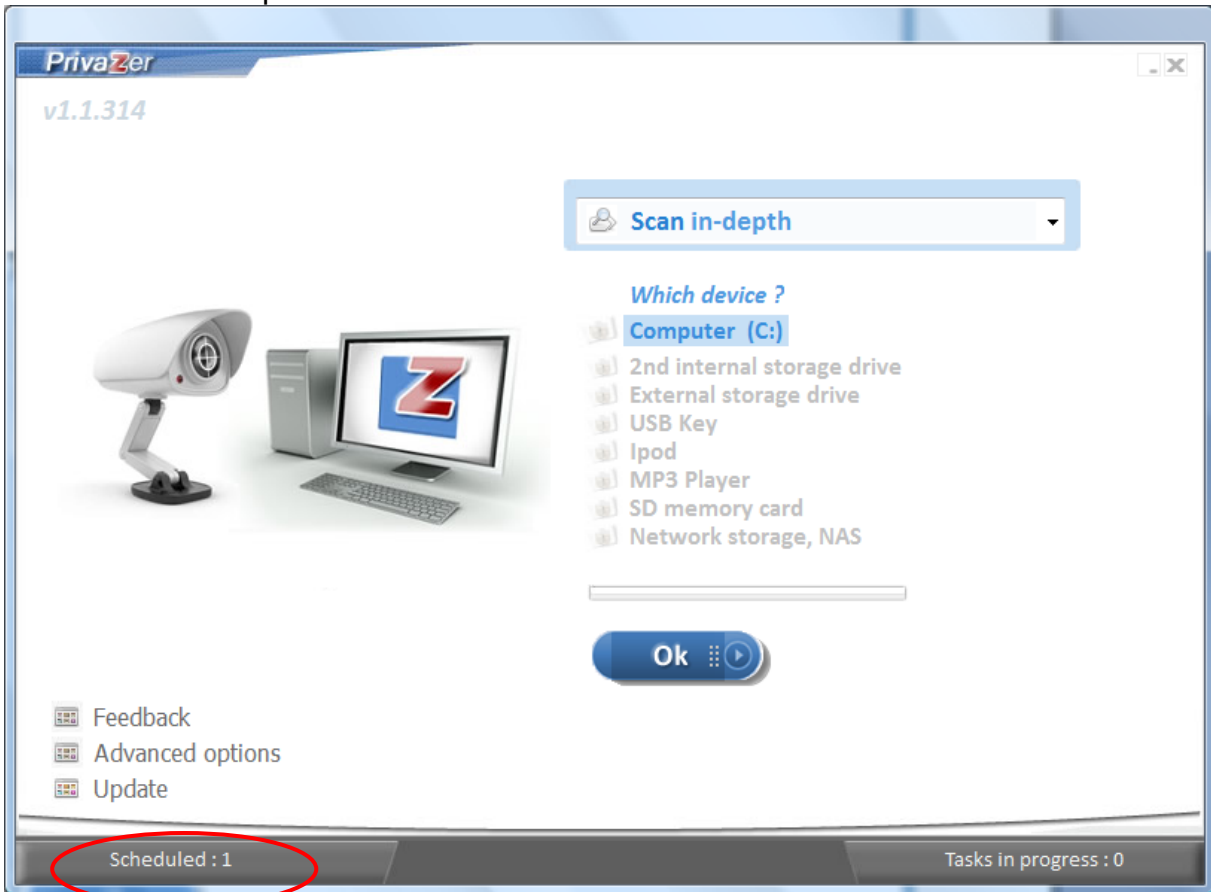 PrivaZer
v1.1.314
Scan in-depth
Which device ?
Computer (C:)
2nd internal storage drive
External storage drive
USB Key
Ipod
MP3 Player
SD memory card
Network storage, NAS
Ok
Feedback
Advanced options
Update
Scheduled : 1
Tasks in progress : 0